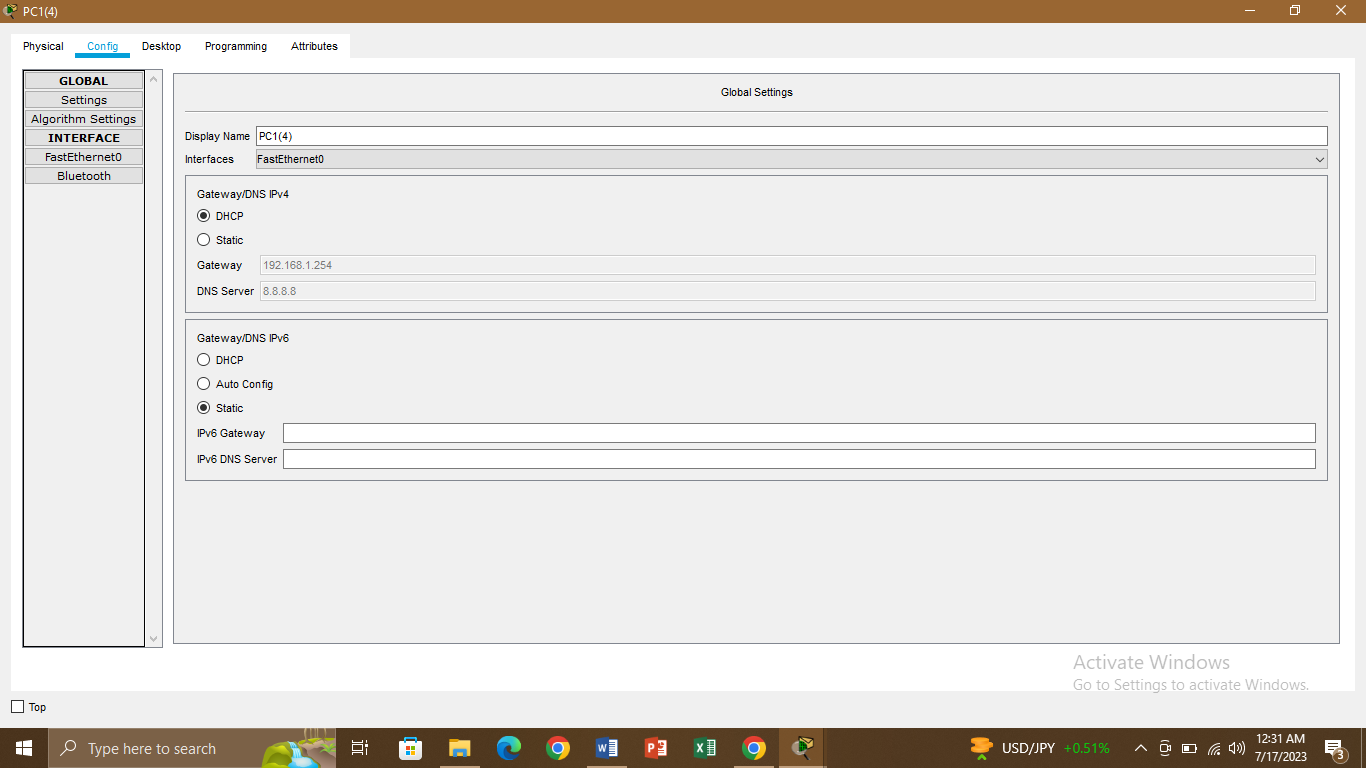 PC1(4)
Physical Config Desktop Programming Attributes
GLOBAL
Settings
Algorithm Settings
INTERFACE
FastEthernet0
Bluetooth
Global Settings
Display Name PC1(4)
Interfaces FastEthernet0
Gateway/DNS IPv4
DHCP
Static
Gateway 192.168.1.254
DNS Server 8.8.8.8
Gateway/DNS IPv6
DHCP
Auto Config
Static
IPv6 Gateway
IPv6 DNS Server
Activate Windows
Go to Settings to activate Windows.
Top
Type here to search
USD/JPY +0.51%
12:31 AM
7/17/2023
3